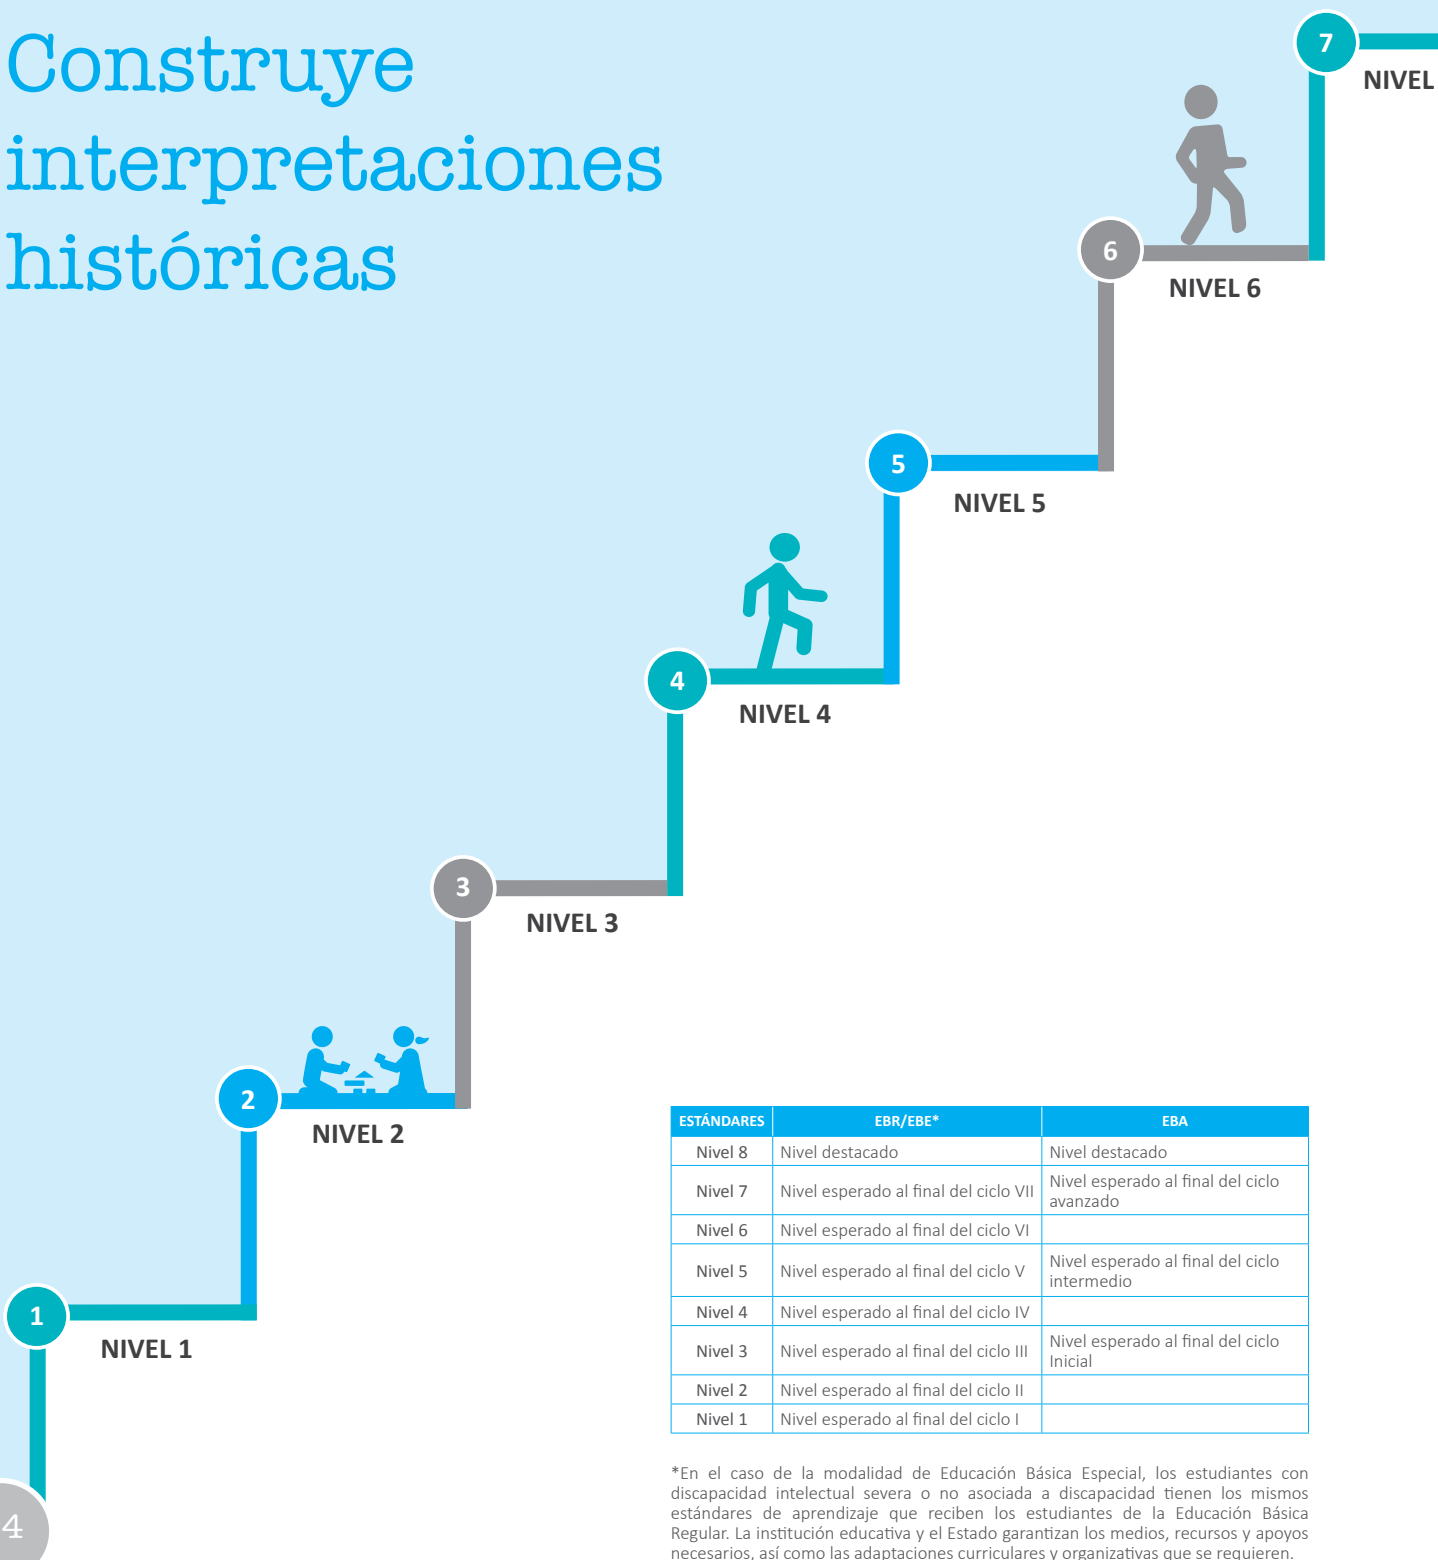 Construye
interpretaciones
históricas
7
NIVEL
6
NIVEL 6
5
NIVEL 5
4
NIVEL 4
3
NIVEL 3
2
NIVEL 2
1
NIVEL 1
ESTÁNDARES EBR/EBE* EBA
Nivel 8 Nivel destacado Nivel destacado
Nivel 7 Nivel esperado al final del ciclo VII Nivel esperado al final del ciclo
avanzado
Nivel 6 Nivel esperado al final del ciclo VI
Nivel 5 Nivel esperado al final del ciclo V Nivel esperado al final del ciclo
intermedio
Nivel 4 Nivel esperado al final del ciclo IV
Nivel 3 Nivel esperado al final del ciclo III Nivel esperado al final del ciclo
Inicial
Nivel 2 Nivel esperado al final del ciclo II
Nivel 1 Nivel esperado al final del ciclo I
*En el caso de la modalidad de Educación Básica Especial, los estudiantes con
discapacidad intelectual severa o no asociada a discapacidad tienen los mismos
estándares de aprendizaje que reciben los estudiantes de la Educación Básica
Regular. La institución educativa y el Estado garantizan los medios, recursos y apoyos
necesarios, así como las adaptaciones curriculares y organizativas que se requieren.
4